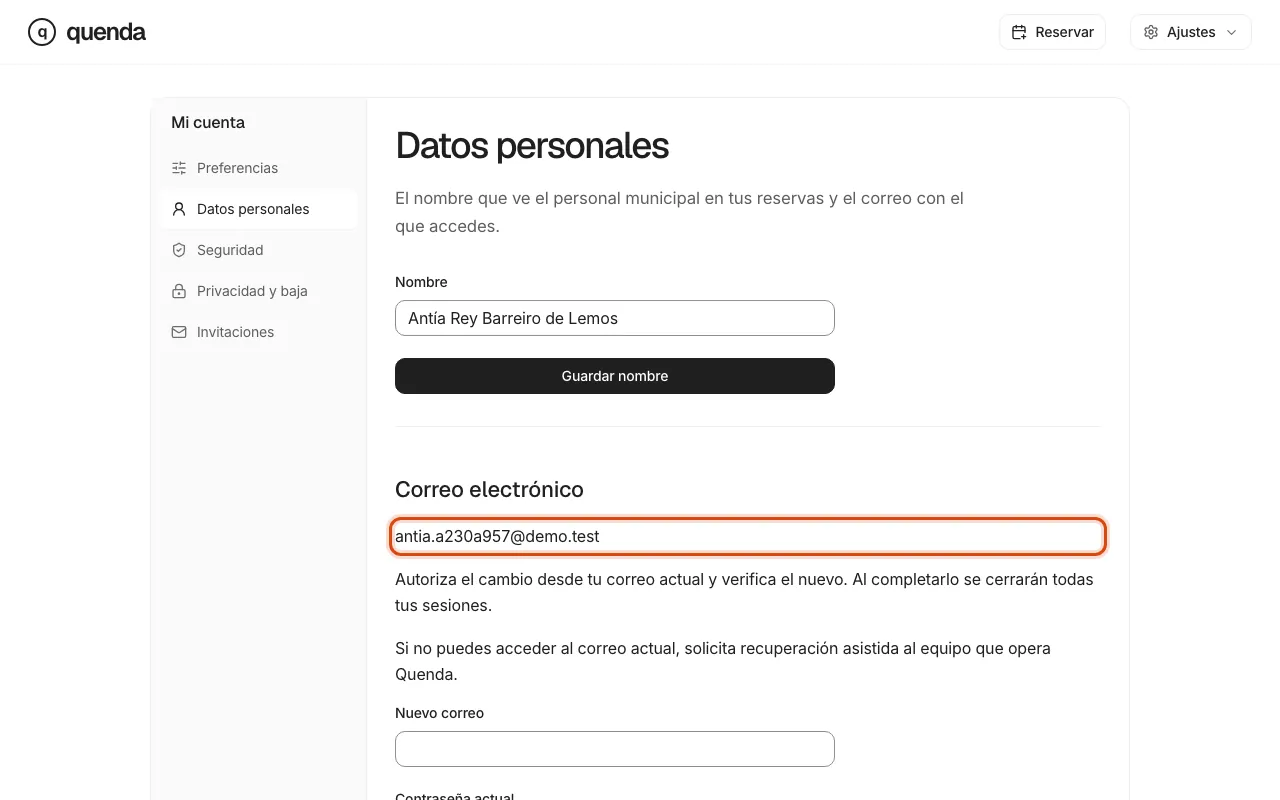 q quenda
Reservar
Ajustes
Mi cuenta
Preferencias
Datos personales
Seguridad
Privacidad y baja
Invitaciones
Datos personales
El nombre que ve el personal municipal en tus reservas y el correo con el
que accedes.
Nombre
Antía Rey Barreiro de Lemos
Guardar nombre
Correo electrónico
antia.a230a957@demo.test
Autoriza el cambio desde tu correo actual y verifica el nuevo. Al completarlo se cerrarán todas
tus sesiones.
Si no puedes acceder al correo actual, solicita recuperación asistida al equipo que opera
Quenda.
Nuevo correo
Contraseña actual